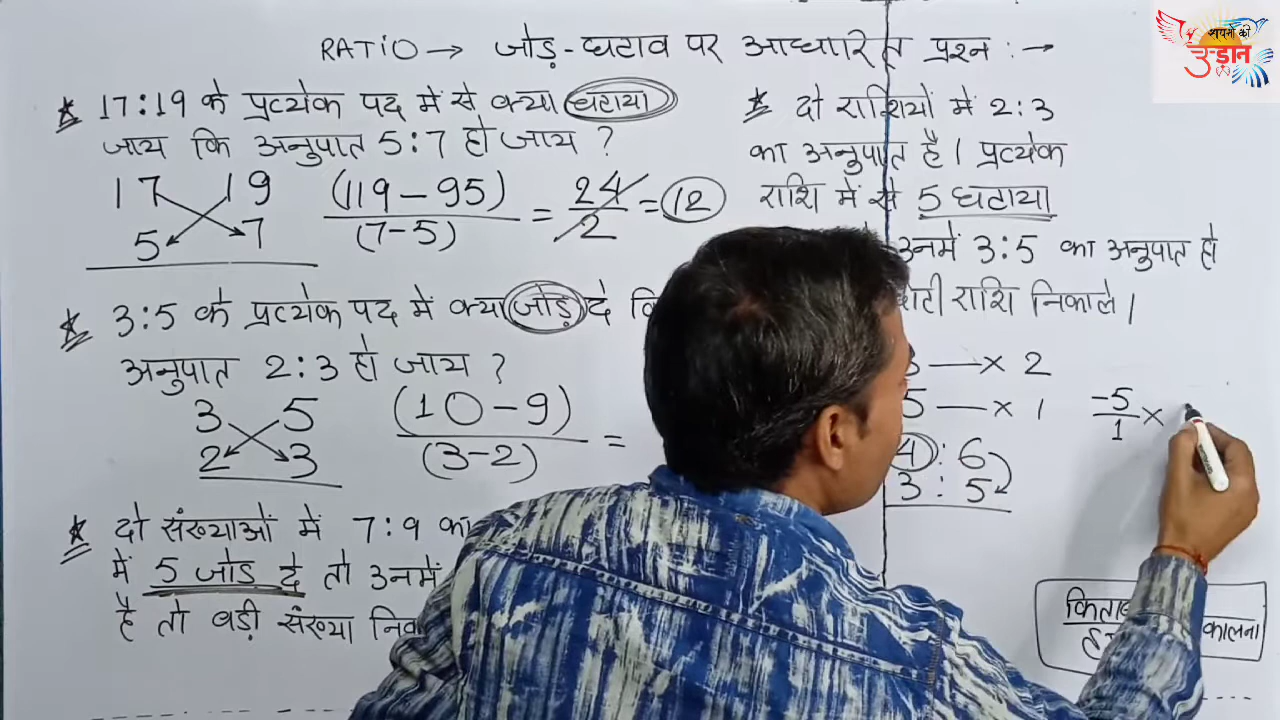 RATIO → जोड़ - घटाव पर आधारित प्रश्न : →
सपनों की
उड़ान
* 17:19 के प्रत्येक पद में से क्या घटाया
जाय कि अनुपात 5:7 हो जाय ?
17 19
5 7
(119 - 95)
(7-5)
= 24
2
= 12
* 3:5 के प्रत्येक पद में क्या जोड़ दे
अनुपात 2:3 हो जाय ?
3 5
2 3
(10 - 9)
(3-2)
=
* दो संख्याओं में 7:9 का
में 5 जोड़ दे तो उनमें
है तो बड़ी संख्या
* दो राशियों में 2:3
का अनुपात है। प्रत्येक
राशि में से 5 घटाया
उनमें 3:5 का अनुपात हो
राशि निकाले।
3 — × 2
5 — × 1
4 : 6
3 : 5
-5
1
×